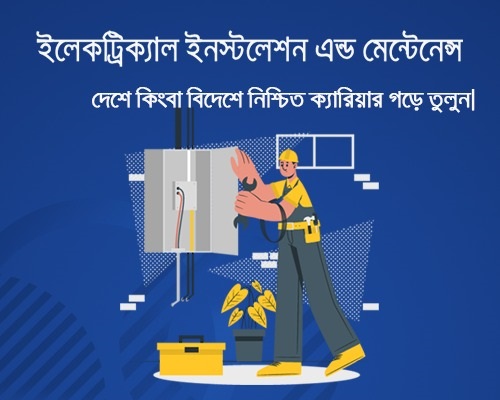 ইলেকট্রিক্যাল ইনস্টলেশন এন্ড মেন্টেনেন্স
দেশে কিংবা বিদেশে নিশ্চিত ক্যারিয়ার গড়ে তুলুন|